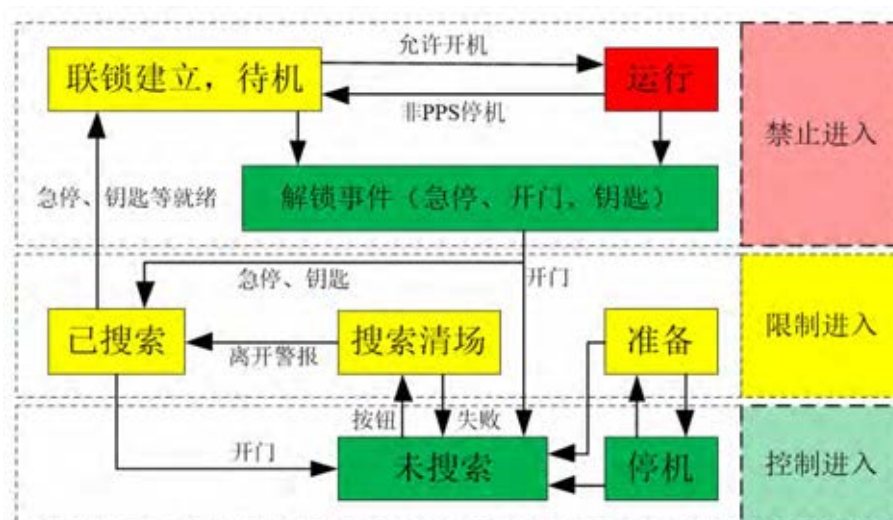 允许开机
联锁建立，待机
运行
非PPS停机
禁止进入
急停、钥匙等就绪
解锁事件（急停、开门、钥匙）
急停、钥匙
开门
已搜索
搜索清场
准备
限制进入
离开警报
按钮
失败
开门
未搜索
停机
控制进入